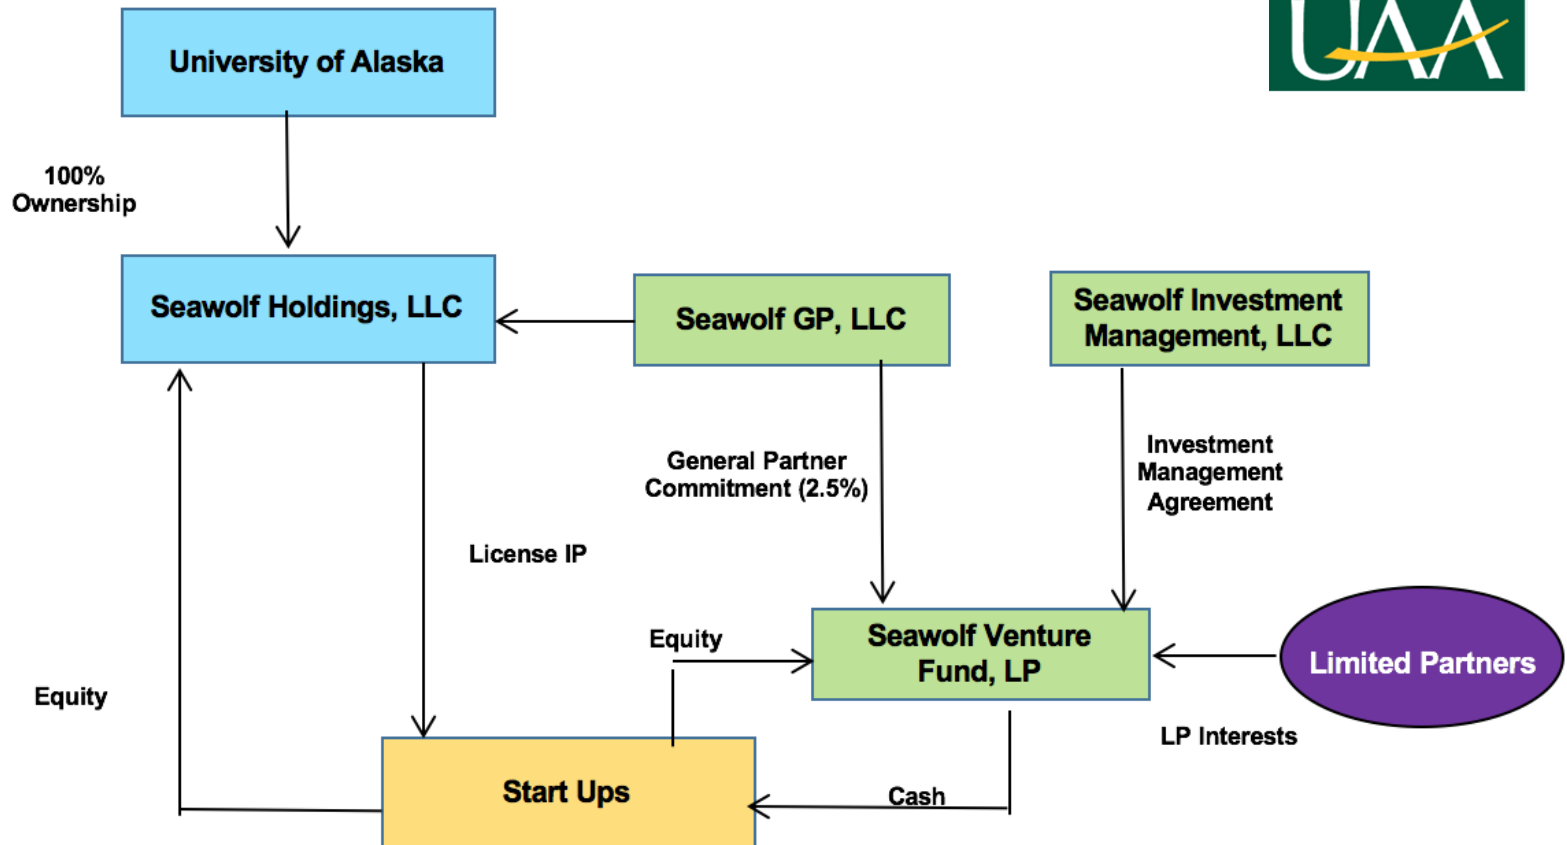 UAA
University of Alaska
100%
Ownership
Seawolf Holdings, LLC
Seawolf GP, LLC
Seawolf Investment
Management, LLC
General Partner
Commitment (2.5%)
Investment
Management
Agreement
License IP
Equity
Seawolf Venture
Fund, LP
Limited Partners
Equity
LP Interests
Start Ups
Cash